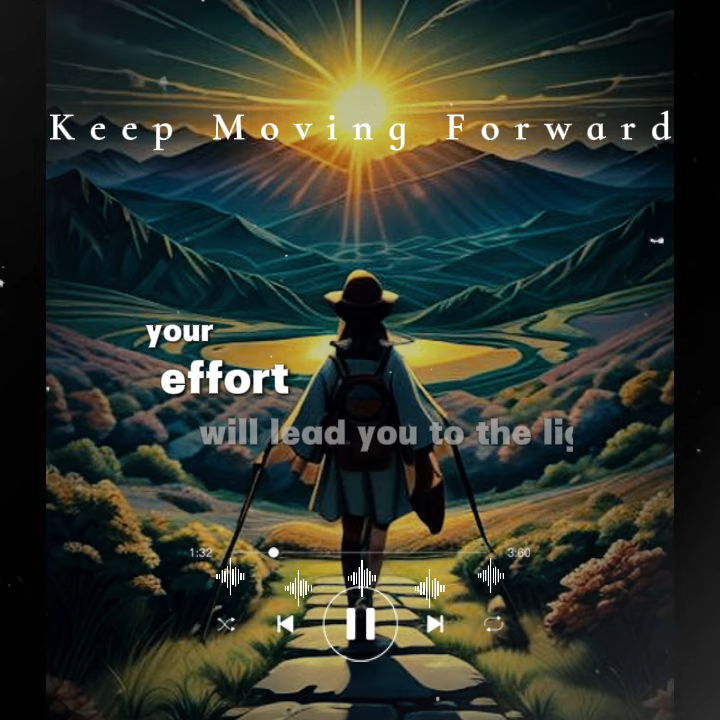 Keep Moving Forward
your
effort
will lead you to the
1:32
3:60